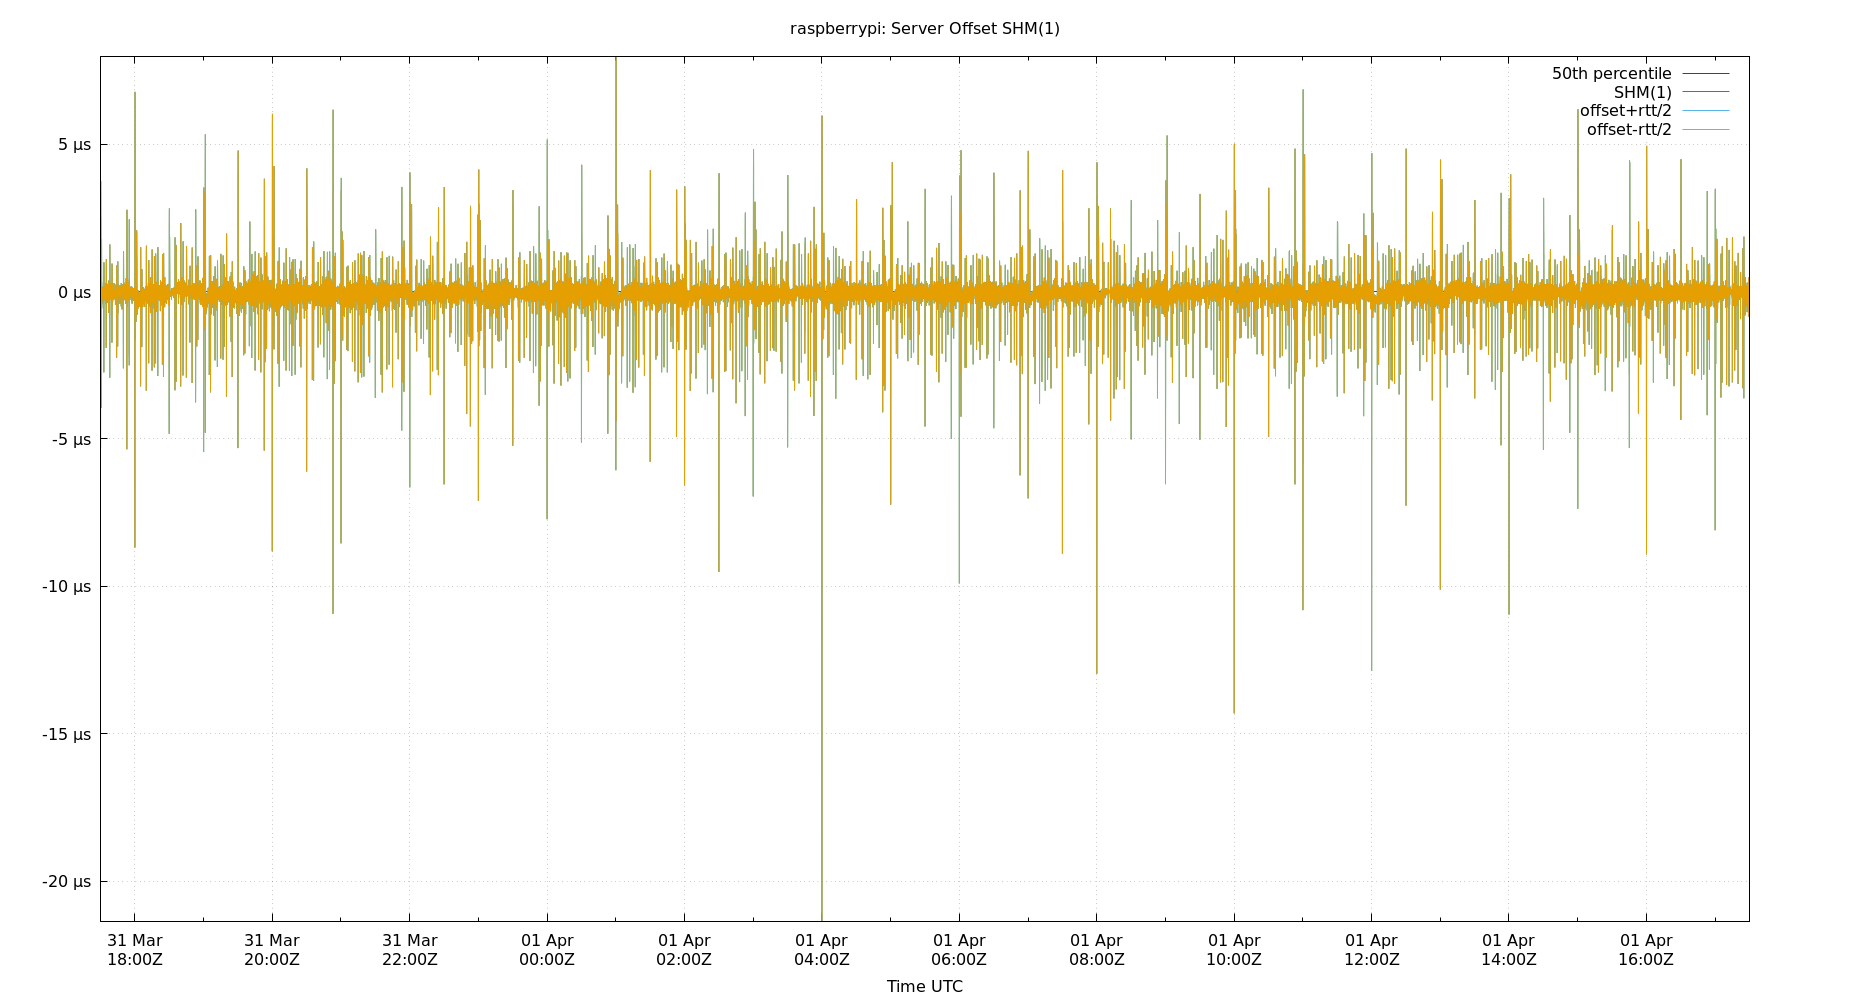 raspberrypi: Server Offset SHM(1)
50th percentile
SHM(1)
offset+rtt/2
offset-rtt/2
5 µs
0 µs
-5 µs
-10 µs
-15 µs
-20 µs
31 Mar 31 Mar 31 Mar 01 Apr 01 Apr 01 Apr 01 Apr 01 Apr 01 Apr 01 Apr 01 Apr 01 Apr
18:00Z 20:00Z 22:00Z 00:00Z 02:00Z 04:00Z 06:00Z 08:00Z 10:00Z 12:00Z 14:00Z 16:00Z
Time UTC